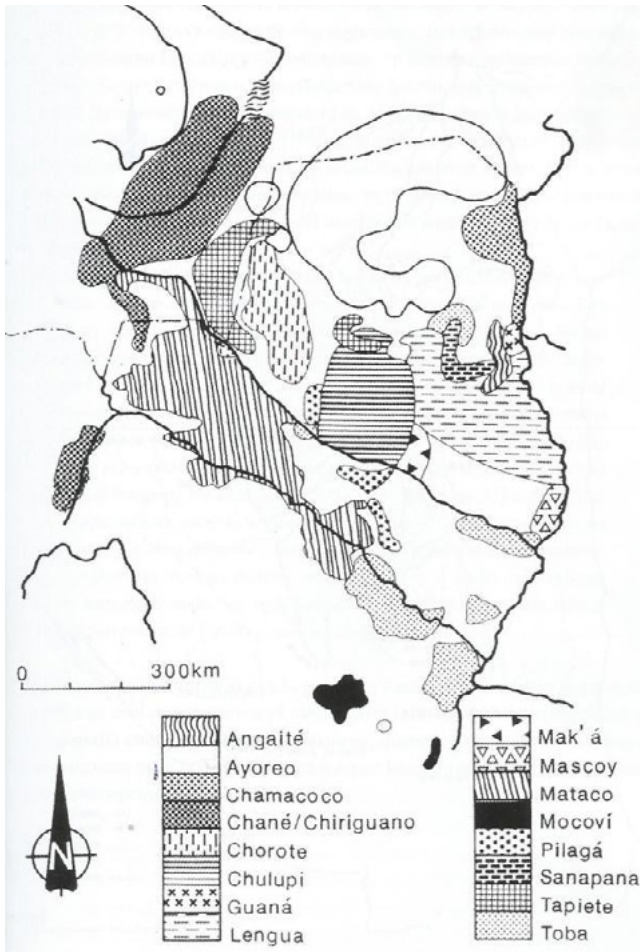 0 300km
Angaité
Ayoreo
Chamacoco
Chané/Chiriguano
Chorote
Chulupi
Guaná
Lengua
N
Mak'á
Mascoy
Mataco
Mocoví
Pilagá
Sanapana
Tapiete
Toba